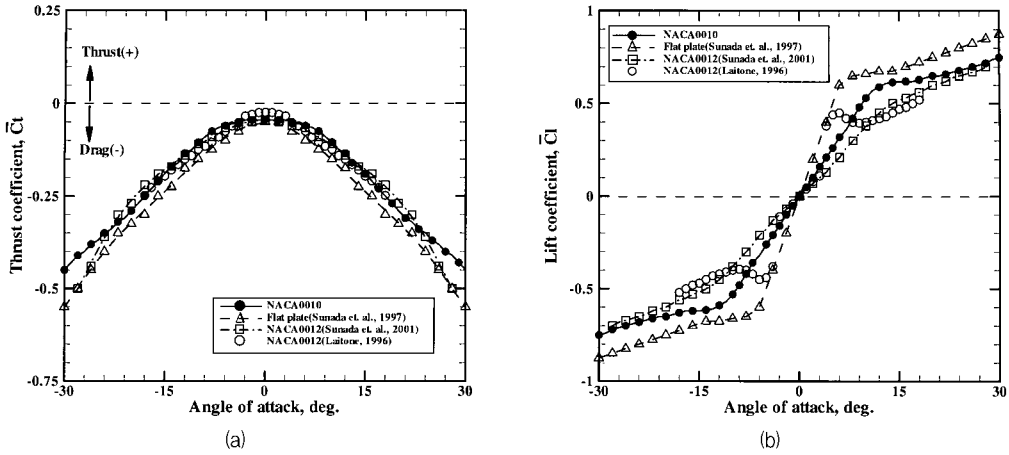 0.25
Thrust(+)
0
Drag(-)
-0.25
-0.5
-0.75
Thrust coefficient, C̅t
NACA0010
Flat plate(Sunada et. al., 1997)
NACA0012(Sunada et. al., 2001)
NACA0012(Laitone, 1996)
-30 -15 0 15 30
Angle of attack, deg.
(a)
1
0.5
0
-0.5
-1
Lift coefficient, C̅l
NACA0010
Flat plate(Sunada et. al., 1997)
NACA0012(Sunada et. al., 2001)
NACA0012(Laitone, 1996)
-30 -15 0 15 30
Angle of attack, deg.
(b)